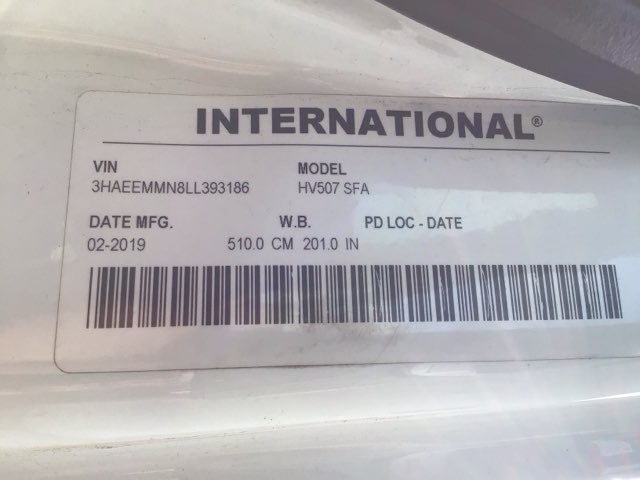 INTERNATIONAL®
VIN MODEL
3HAEEMMN8LL393186 HV507 SFA
DATE MFG. W.B. PD LOC - DATE
02-2019 510.0 CM 201.0 IN